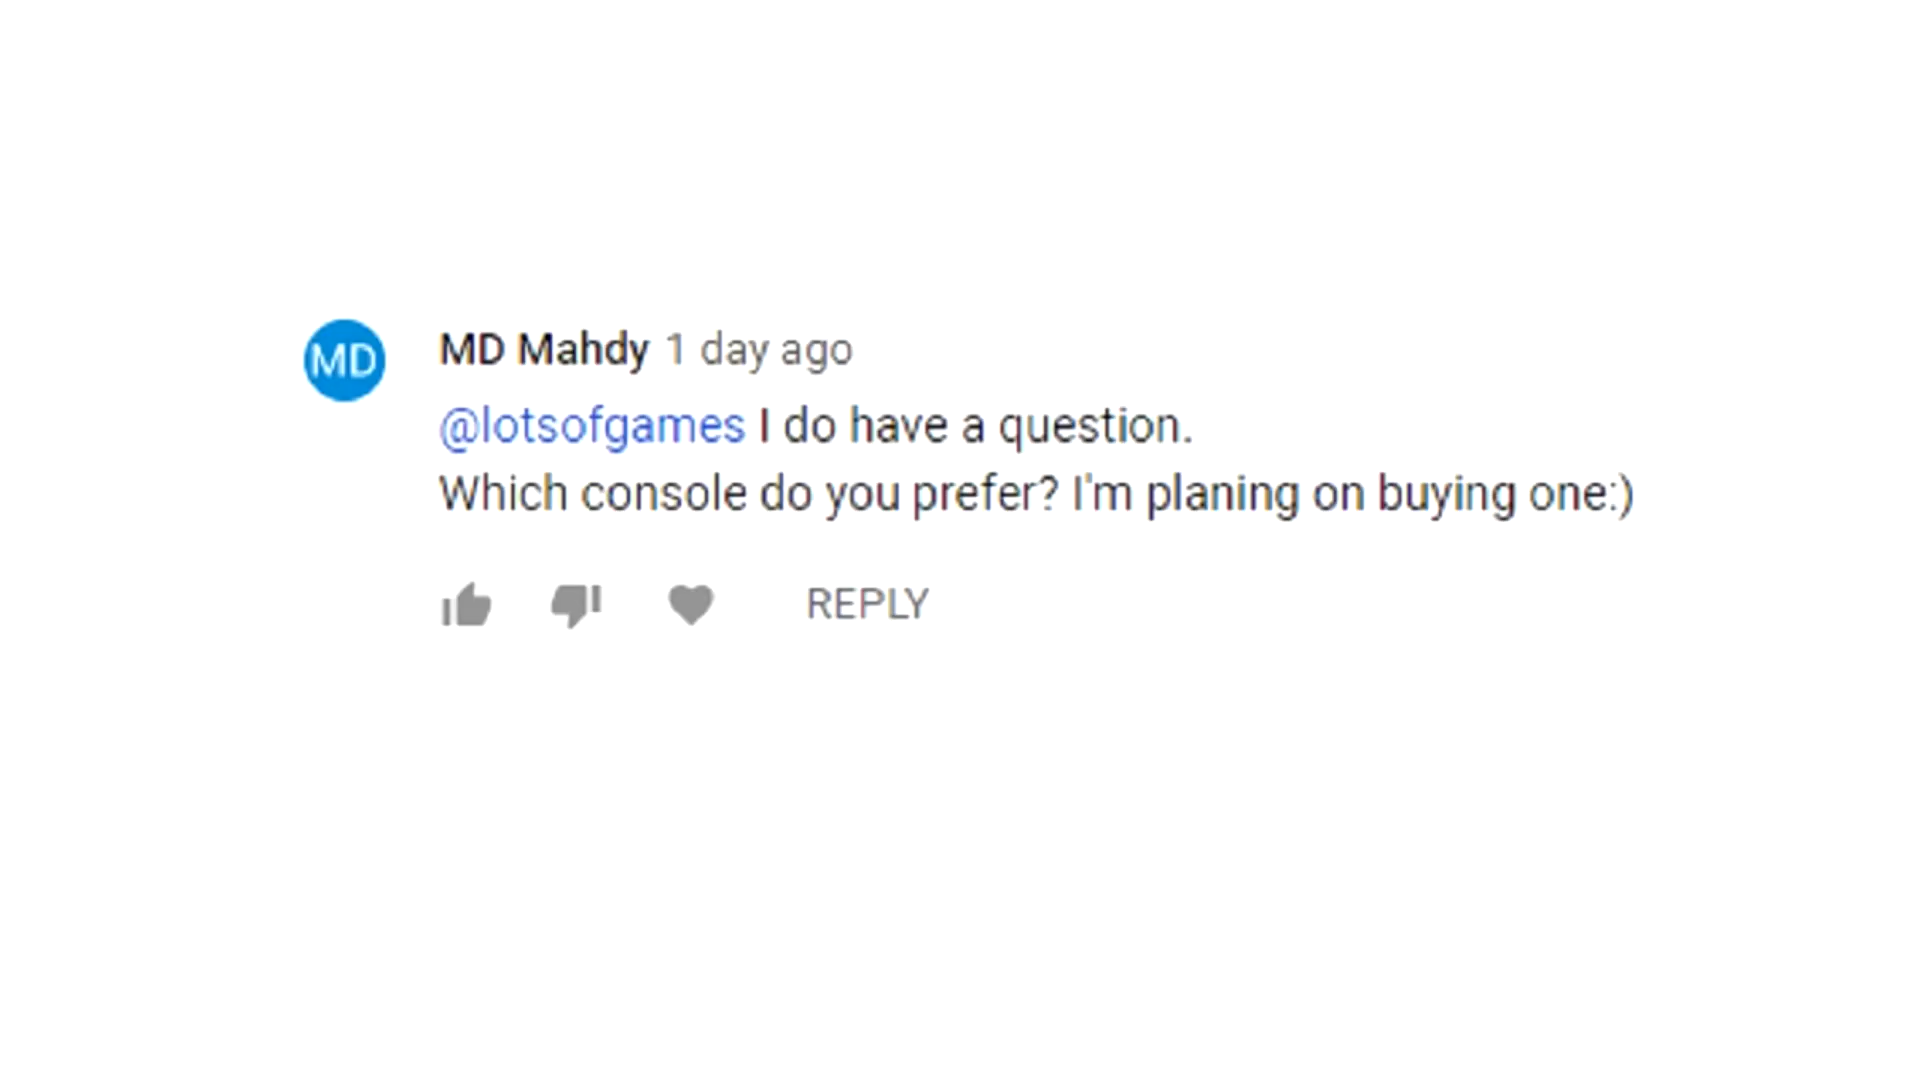 MD
MD Mahdy 1 day ago
@lotsofgames I do have a question.
Which console do you prefer? I'm planing on buying one:)
REPLY